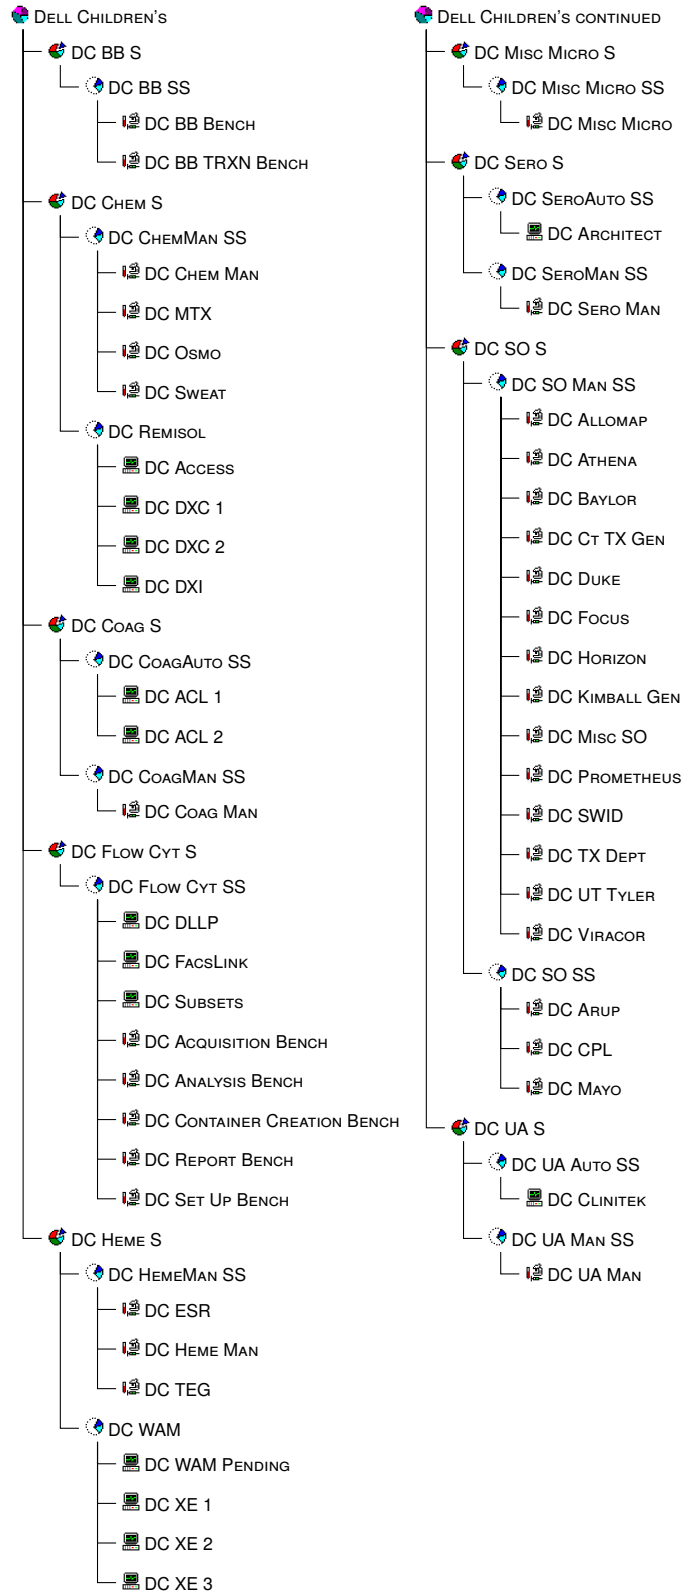 Dell Children's
DC BB S
DC BB SS
DC BB Bench
DC BB TRXN Bench
DC Chem S
DC ChemMan SS
DC Chem Man
DC MTX
DC Osmo
DC Sweat
DC Remisol
DC Access
DC DXC 1
DC DXC 2
DC DXI
DC Coag S
DC CoagAuto SS
DC ACL 1
DC ACL 2
DC CoagMan SS
DC Coag Man
DC Flow Cyt S
DC Flow Cyt SS
DC DLLP
DC FacsLink
DC Subsets
DC Acquisition Bench
DC Analysis Bench
DC Container Creation Bench
DC Report Bench
DC Set Up Bench
DC Heme S
DC HemeMan SS
DC ESR
DC Heme Man
DC TEG
DC WAM
DC WAM Pending
DC XE 1
DC XE 2
DC XE 3
Dell Children's continued
DC Misc Micro S
DC Misc Micro SS
DC Misc Micro
DC Sero S
DC SeroAuto SS
DC Architect
DC SeroMan SS
DC Sero Man
DC SO S
DC SO Man SS
DC Allomap
DC Athena
DC Baylor
DC Ct TX Gen
DC Duke
DC Focus
DC Horizon
DC Kimball Gen
DC Misc SO
DC Prometheus
DC SWID
DC TX Dept
DC UT Tyler
DC Viracor
DC SO SS
DC Arup
DC CPL
DC Mayo
DC UA S
DC UA Auto SS
DC Clinitek
DC UA Man SS
DC UA Man